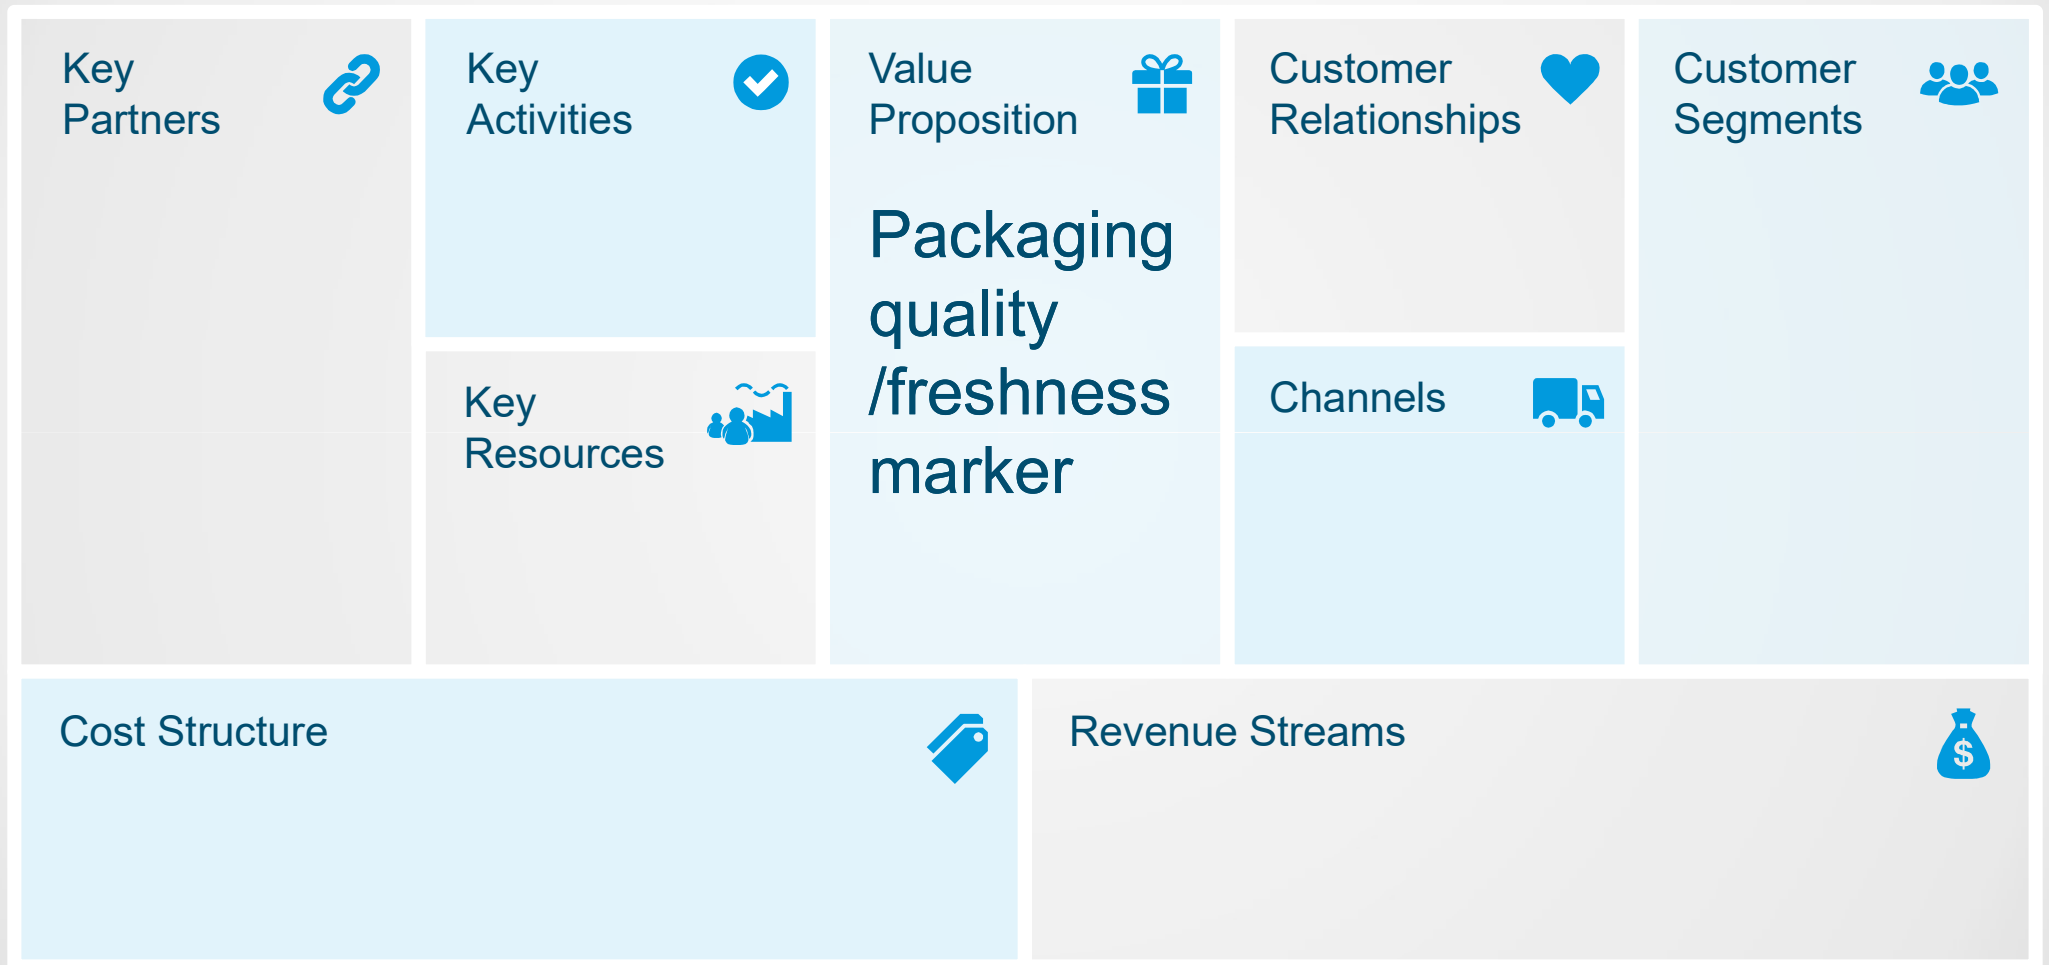 Key
Partners
Key
Activities
Value
Proposition
Customer
Relationships
Customer
Segments
Packaging
quality
/freshness
marker
Key
Resources
Channels
Cost Structure
Revenue Streams
$